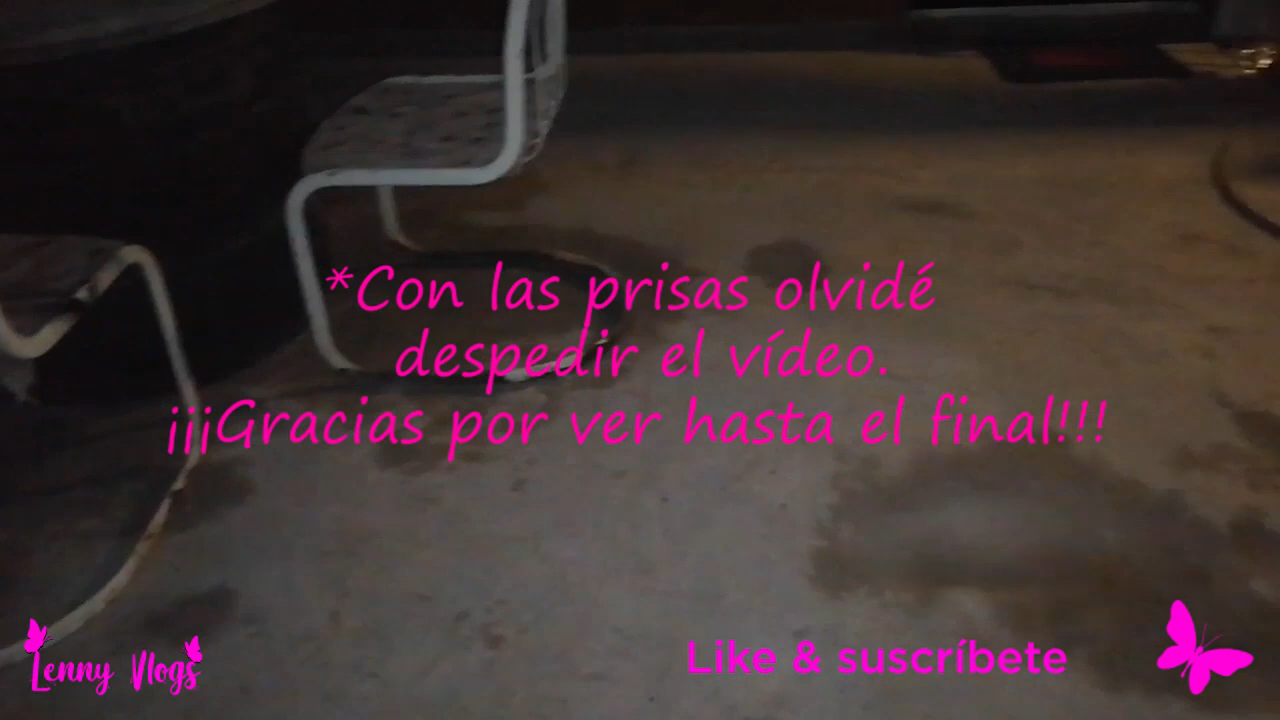 *Con las prisas olvidé
despedir el vídeo.
¡¡¡Gracias por ver hasta el final!!!
Lenny Vlogs
Like & suscríbete